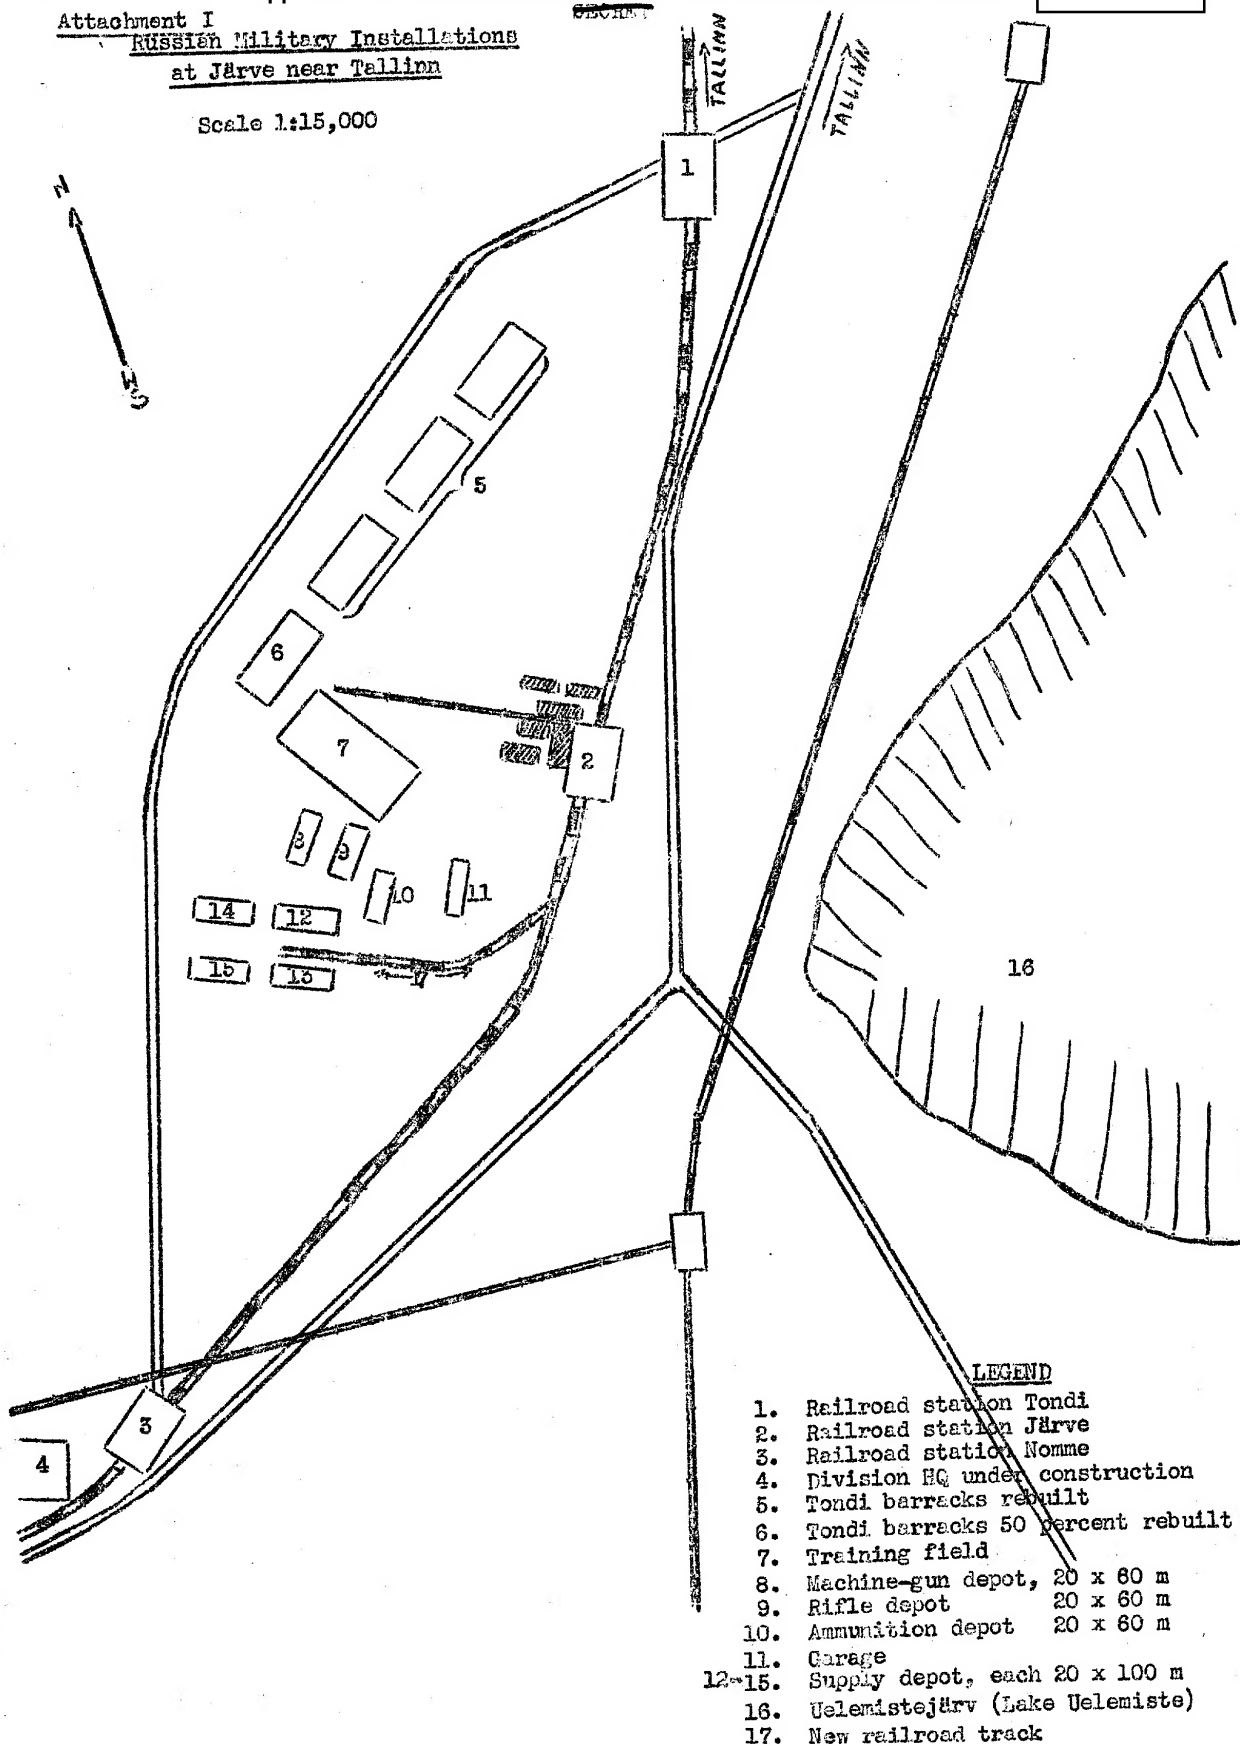 Attachment I
SECRET
Russian Military Installations
at Järve near Tallinn
Scale 1:15,000
TALLINN
TALLINN
N
S
1
5
6
7
2
8
9
10
11
14
12
15
13
17
16
3
4
LEGEND
1. Railroad station Tondi
2. Railroad station Järve
3. Railroad station Nomme
4. Division HQ under construction
5. Tondi barracks rebuilt
6. Tondi barracks 50 percent rebuilt
7. Training field
8. Machine-gun depot, 20 x 60 m
9. Rifle depot 20 x 60 m
10. Ammunition depot 20 x 60 m
11. Garage
12-15. Supply depot, each 20 x 100 m
16. Uelemistejärv (Lake Uelemiste)
17. New railroad track